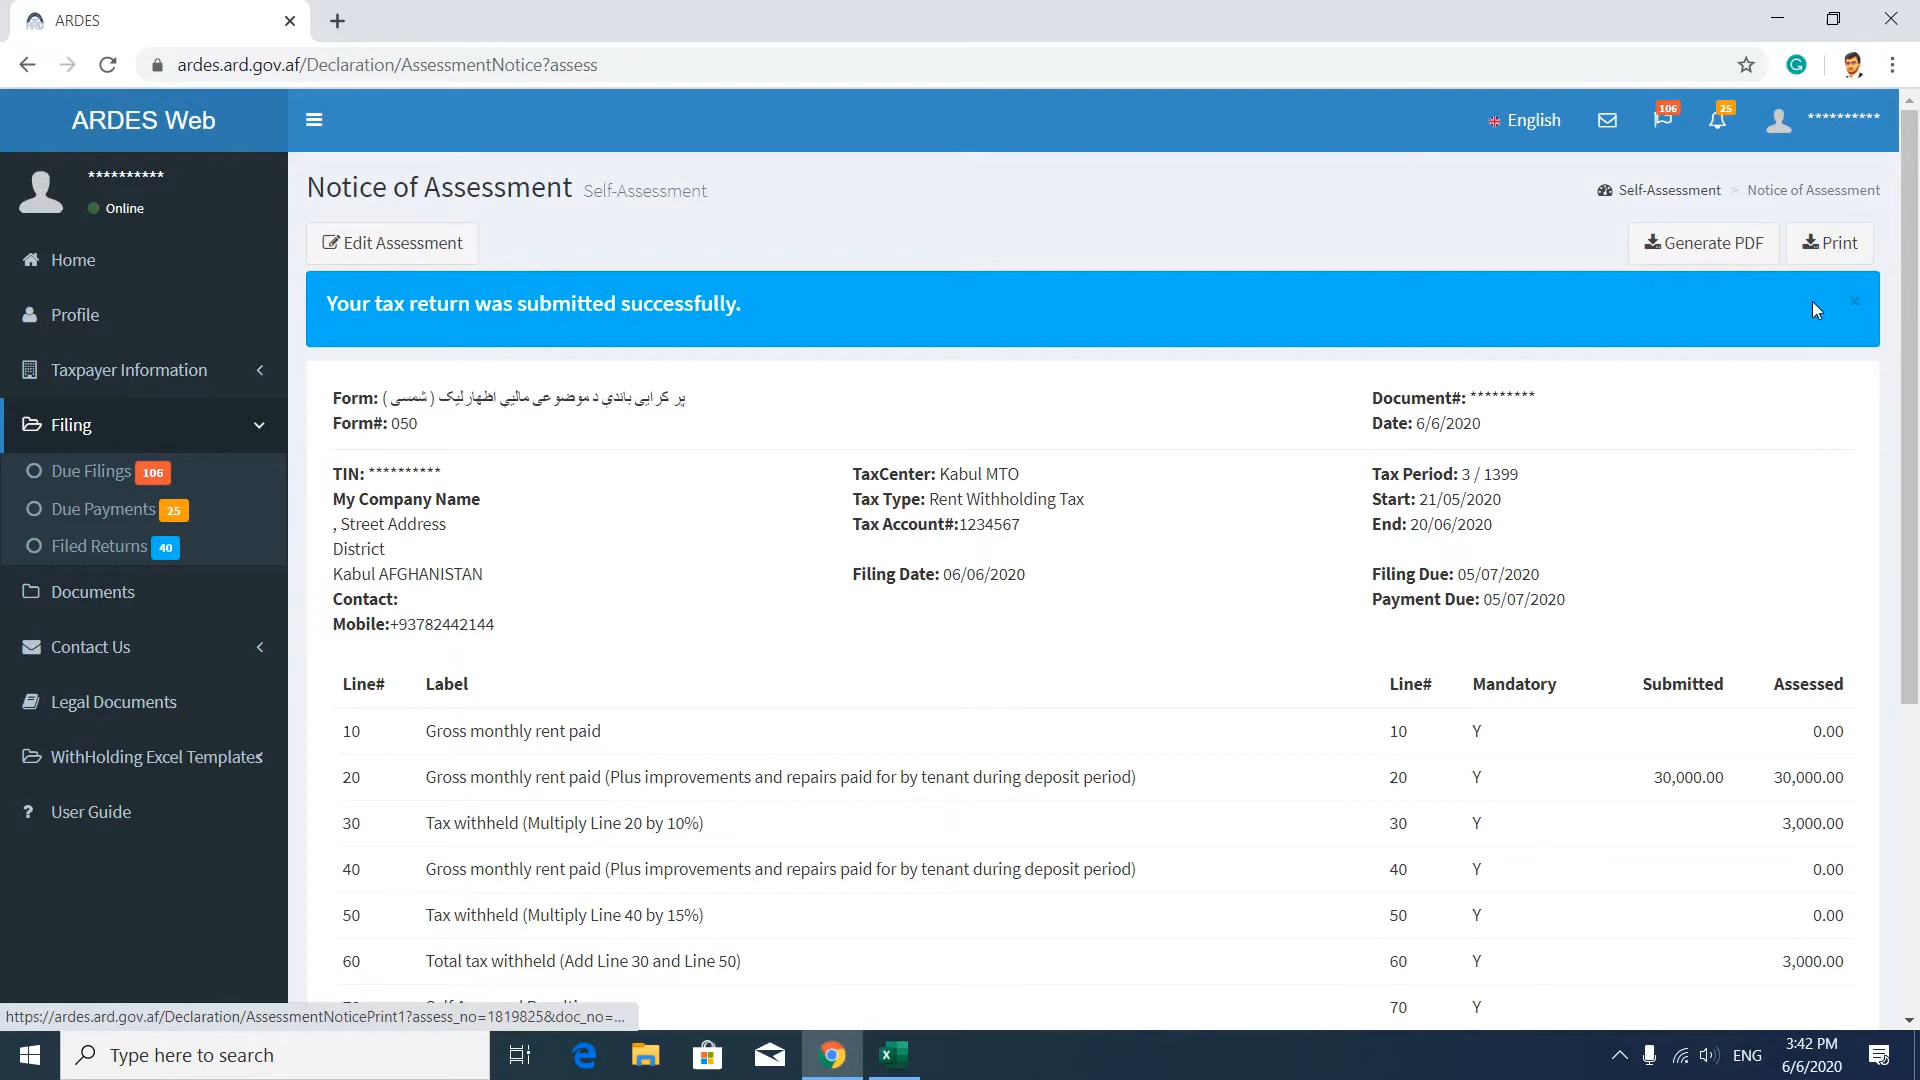 ARDES
ardes.ard.gov.af/Declaration/AssessmentNotice?assess
ARDES Web
English
106
25
**********
**********
Online
Home
Profile
Taxpayer Information
Filing
Due Filings 106
Due Payments 25
Filed Returns 40
Documents
Contact Us
Legal Documents
WithHolding Excel Templates
User Guide
Notice of Assessment Self-Assessment
Self-Assessment > Notice of Assessment
Edit Assessment
Generate PDF
Print
Your tax return was submitted successfully.
×
Form: پر کرایی باندې د موضوعی مالیې اظهارلیک ( شمسی )
Form#: 050
Document#: *********
Date: 6/6/2020
TIN: **********
My Company Name
, Street Address
District
Kabul AFGHANISTAN
Contact:
Mobile:+93782442144
TaxCenter: Kabul MTO
Tax Type: Rent Withholding Tax
Tax Account#:1234567
Filing Date: 06/06/2020
Tax Period: 3 / 1399
Start: 21/05/2020
End: 20/06/2020
Filing Due: 05/07/2020
Payment Due: 05/07/2020
Line# Label Line# Mandatory Submitted Assessed
10 Gross monthly rent paid 10 Y 0.00
20 Gross monthly rent paid (Plus improvements and repairs paid for by tenant during deposit period) 20 Y 30,000.00 30,000.00
30 Tax withheld (Multiply Line 20 by 10%) 30 Y 3,000.00
40 Gross monthly rent paid (Plus improvements and repairs paid for by tenant during deposit period) 40 Y 0.00
50 Tax withheld (Multiply Line 40 by 15%) 50 Y 0.00
60 Total tax withheld (Add Line 30 and Line 50) 60 Y 3,000.00
70 Y
https://ardes.ard.gov.af/Declaration/AssessmentNoticePrint1?assess_no=1819825&doc_no=...
Type here to search
ENG
3:42 PM
6/6/2020